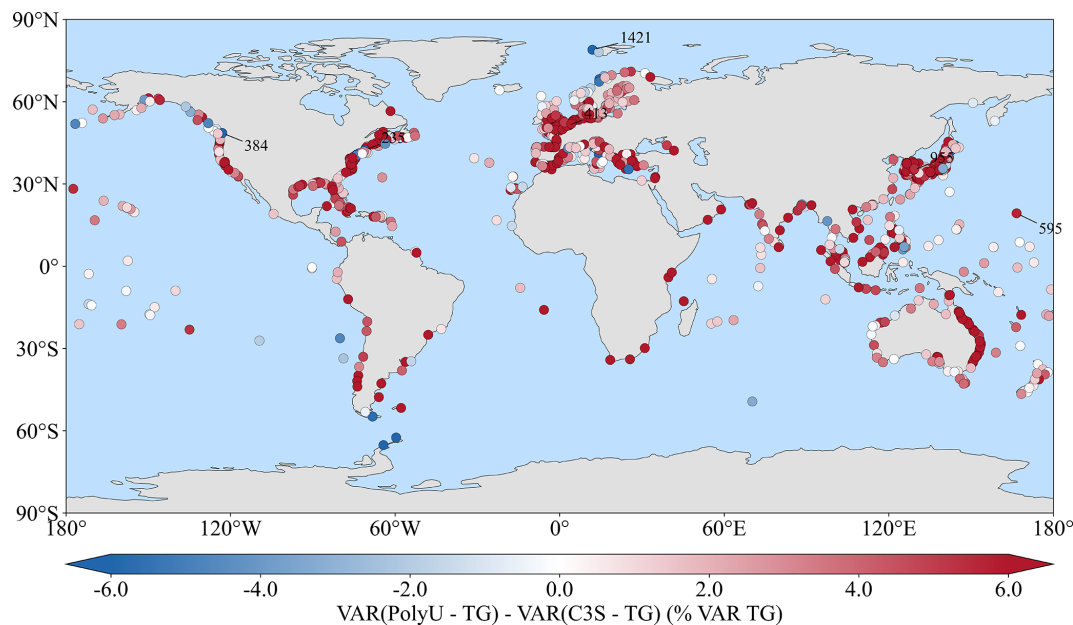 90°N
60°N
30°N
0°
30°S
60°S
90°S
1421
413
384
235
955
595
180°
120°W
60°W
0°
60°E
120°E
180°
-6.0
-4.0
-2.0
0.0
2.0
4.0
6.0
VAR(PolyU - TG) - VAR(C3S - TG) (% VAR TG)